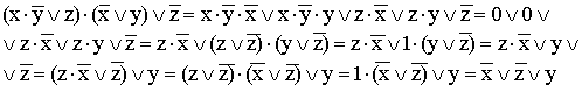 (x·y̅ ∨ z)·(x̅ ∨ y) ∨ z̅ = x·y̅·x̅ ∨ x·y̅·y ∨ z·x̅ ∨ z·y ∨ z̅ = 0 ∨ 0 ∨
∨ z·x̅ ∨ z·y ∨ z̅ = z·x̅ ∨ (z ∨ z̅)·(y ∨ z̅) = z·x̅ ∨ 1·(y ∨ z̅) = z·x̅ ∨ y ∨
∨ z̅ = (z·x̅ ∨ z̅) ∨ y = (z ∨ z̅)·(x̅ ∨ z̅) ∨ y = 1·(x̅ ∨ z̅) ∨ y = x̅ ∨ z̅ ∨ y